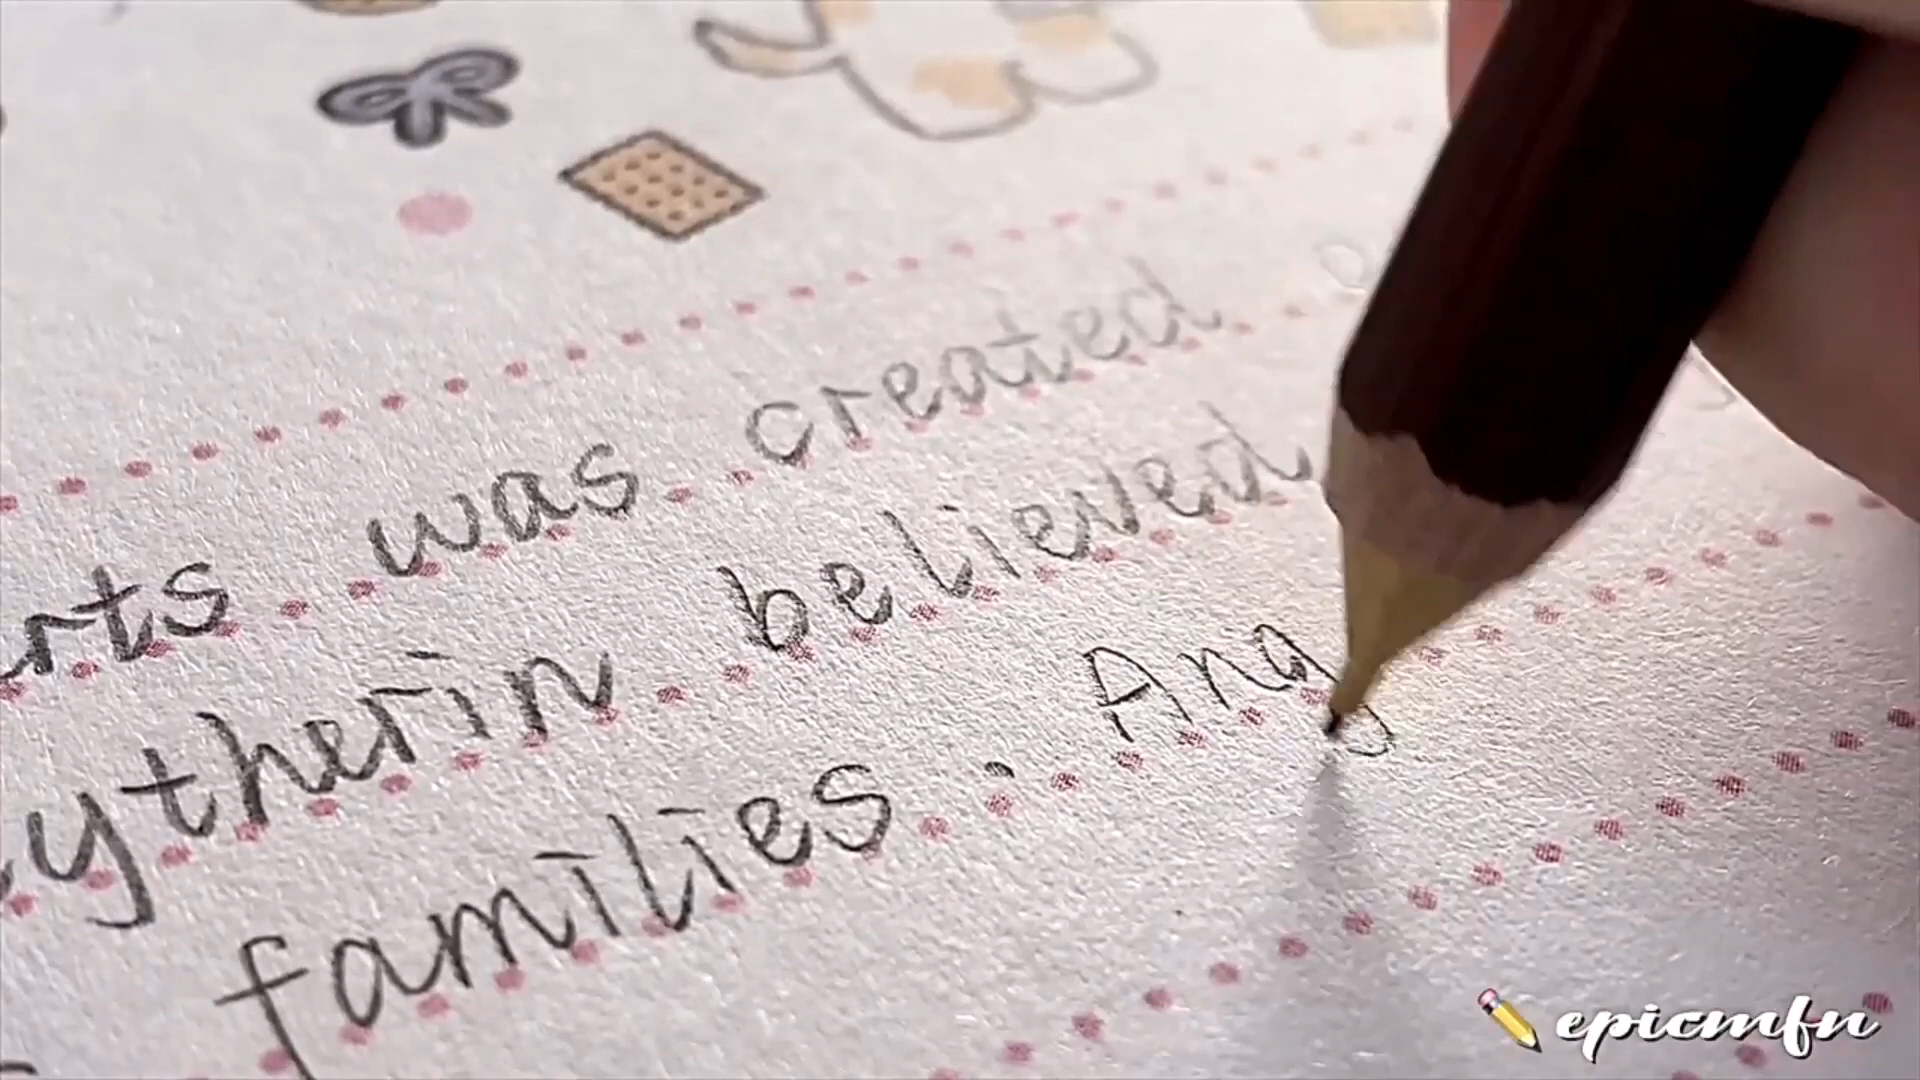 rts was created
ytherin believed
families. Ang
epicmfn